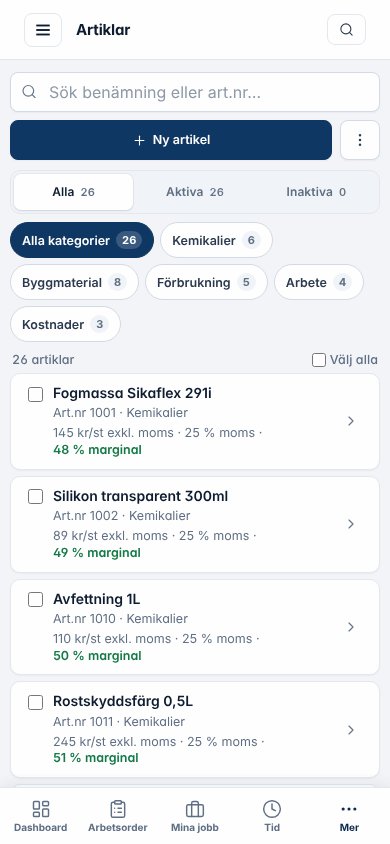 Artiklar
Sök benämning eller art.nr...
+ Ny artikel
Alla 26 Aktiva 26 Inaktiva 0
Alla kategorier 26 Kemikalier 6
Byggmaterial 8 Förbrukning 5 Arbete 4
Kostnader 3
26 artiklar Välj alla
Fogmassa Sikaflex 291i
Art.nr 1001 · Kemikalier
145 kr/st exkl. moms · 25 % moms ·
48 % marginal
Silikon transparent 300ml
Art.nr 1002 · Kemikalier
89 kr/st exkl. moms · 25 % moms ·
49 % marginal
Avfettning 1L
Art.nr 1010 · Kemikalier
110 kr/st exkl. moms · 25 % moms ·
50 % marginal
Rostskyddsfärg 0,5L
Art.nr 1011 · Kemikalier
245 kr/st exkl. moms · 25 % moms ·
51 % marginal
Dashboard Arbetsorder Mina jobb Tid Mer